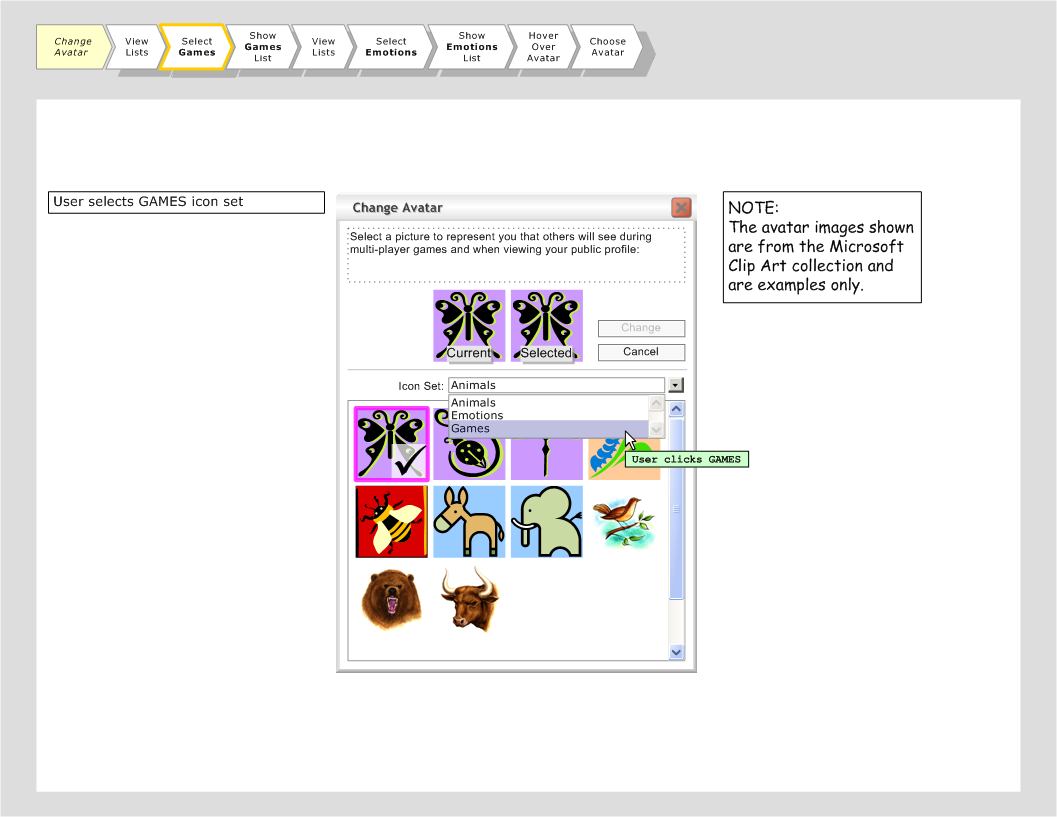 Change
Avatar
View
Lists
Select
Games
Show
Games
List
View
Lists
Select
Emotions
Show
Emotions
List
Hover
Over
Avatar
Choose
Avatar
User selects GAMES icon set
Change Avatar
Select a picture to represent you that others will see during
multi-player games and when viewing your public profile:
Current
Selected
Change
Cancel
Icon Set:
Animals
Animals
Emotions
Games
User clicks GAMES
NOTE:
The avatar images shown
are from the Microsoft
Clip Art collection and
are examples only.